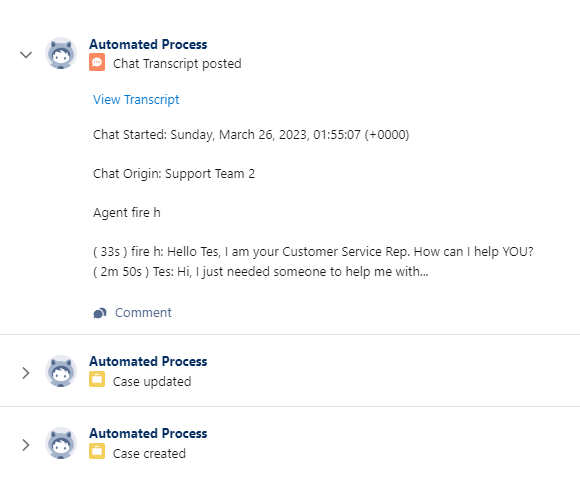 Automated Process
Chat Transcript posted
View Transcript
Chat Started: Sunday, March 26, 2023, 01:55:07 (+0000)
Chat Origin: Support Team 2
Agent fire h
( 33s ) fire h: Hello Tes, I am your Customer Service Rep. How can I help YOU?
( 2m 50s ) Tes: Hi, I just needed someone to help me with...
Comment
Automated Process
Case updated
Automated Process
Case created